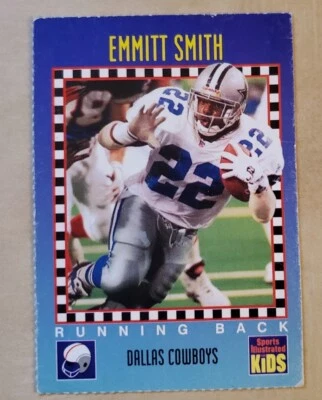 EMMITT SMITH
22
22
22
RUNNING BACK
DALLAS COWBOYS
Sports
Illustrated
KIDS